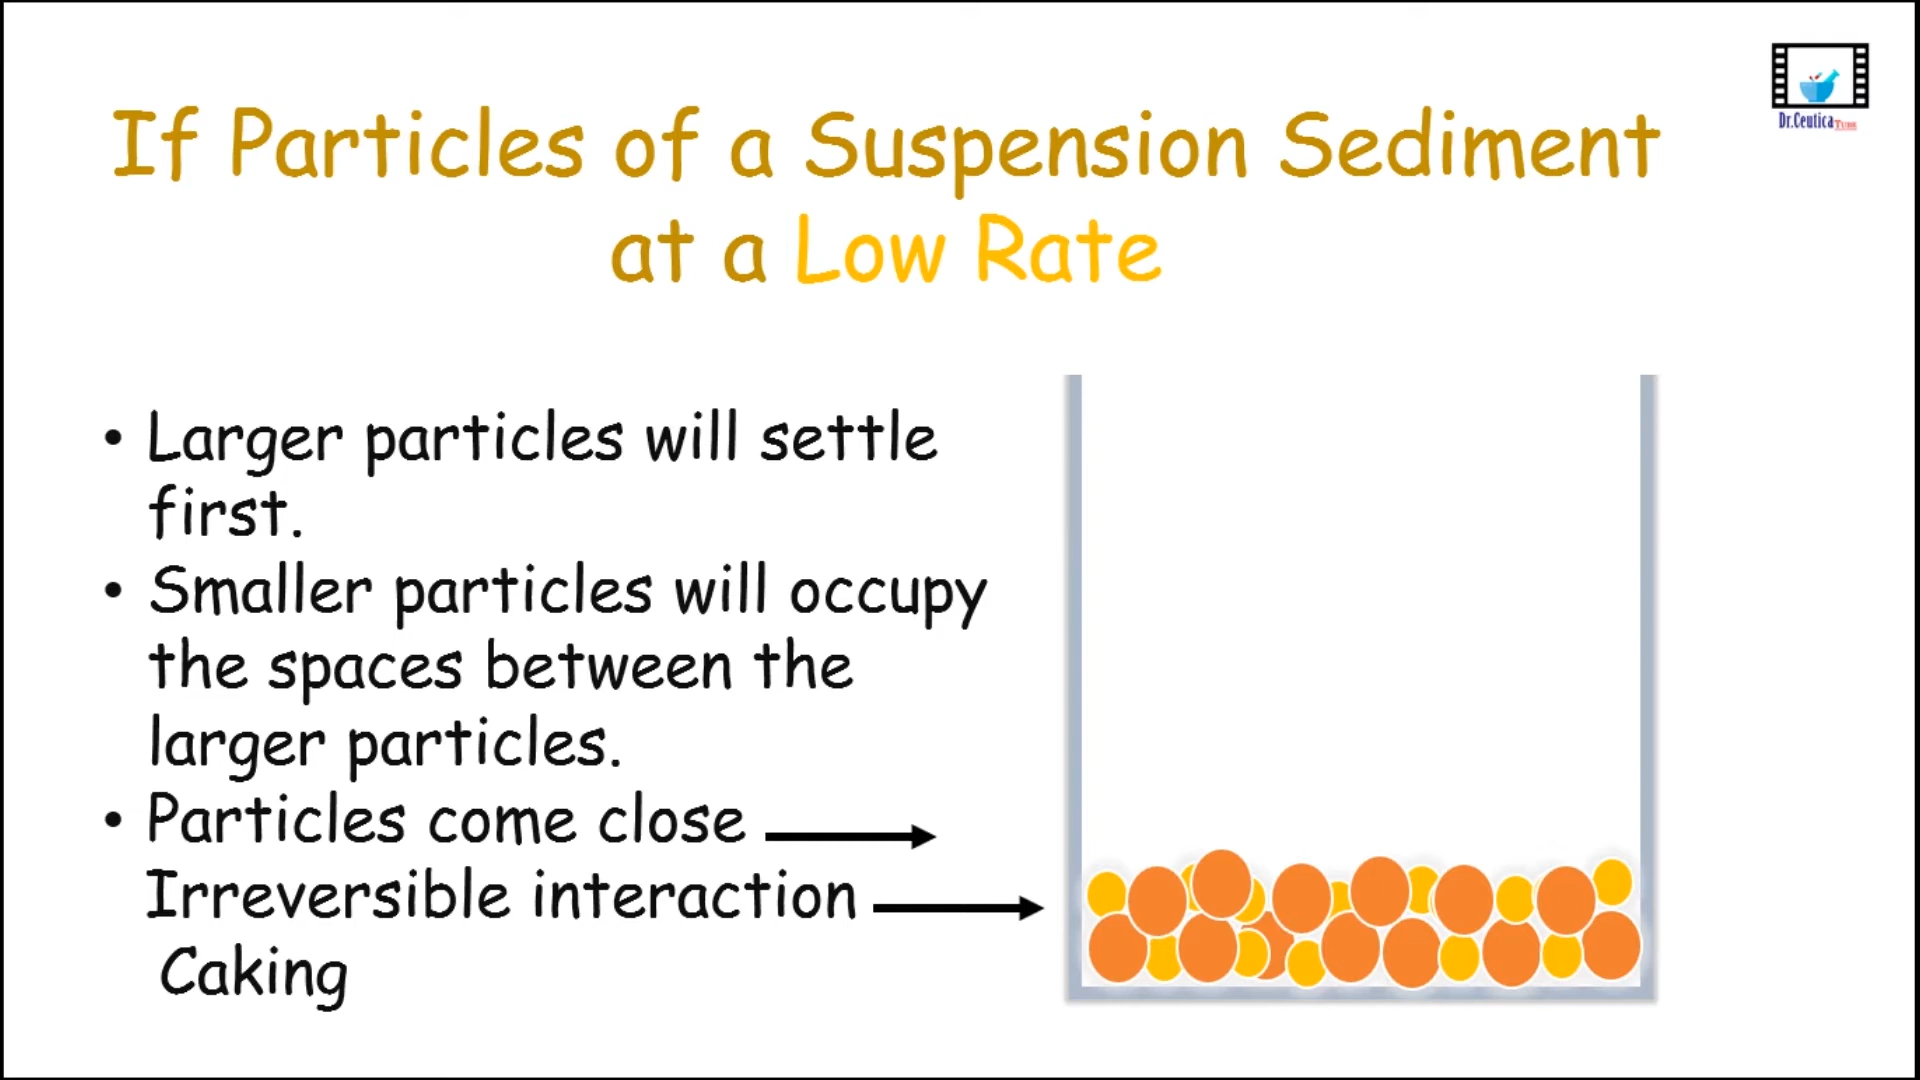 Dr.Ceutica TUBE
If Particles of a Suspension Sediment
at a Low Rate
• Larger particles will settle
first.
• Smaller particles will occupy
the spaces between the
larger particles.
• Particles come close
Irreversible interaction
Caking